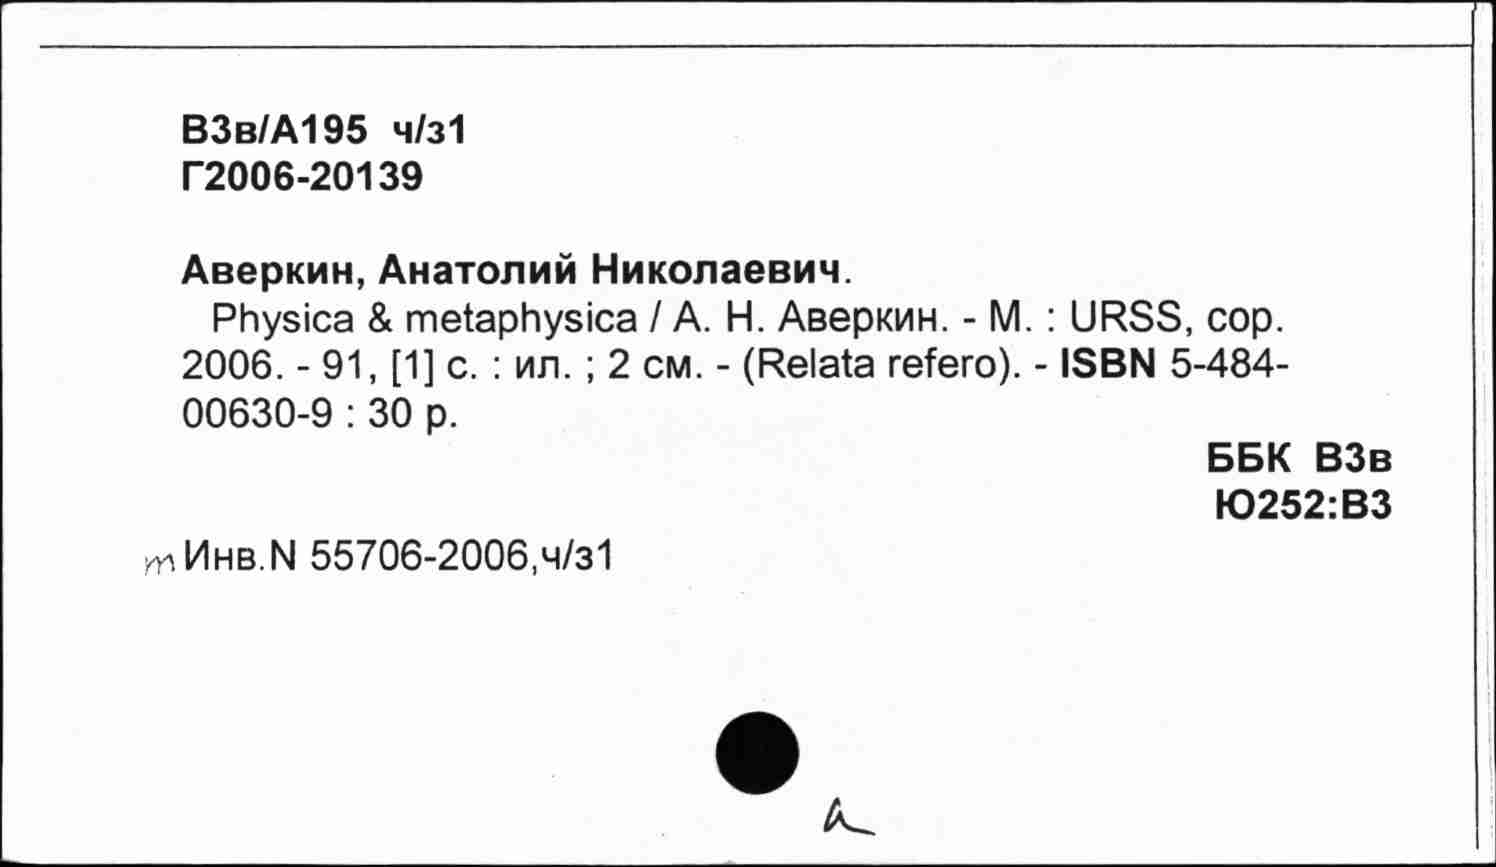 В3в/А195 ч/з1
Г2006-20139
Аверкин, Анатолий Николаевич.
Physica & metaphysica / А. Н. Аверкин. - М. : URSS, cop.
2006. - 91, [1] с. : ил. ; 2 см. - (Relata refero). - ISBN 5-484-
00630-9 : 30 р.
ББК В3в
Ю252:В3
т Инв.N 55706-2006,ч/з1
а